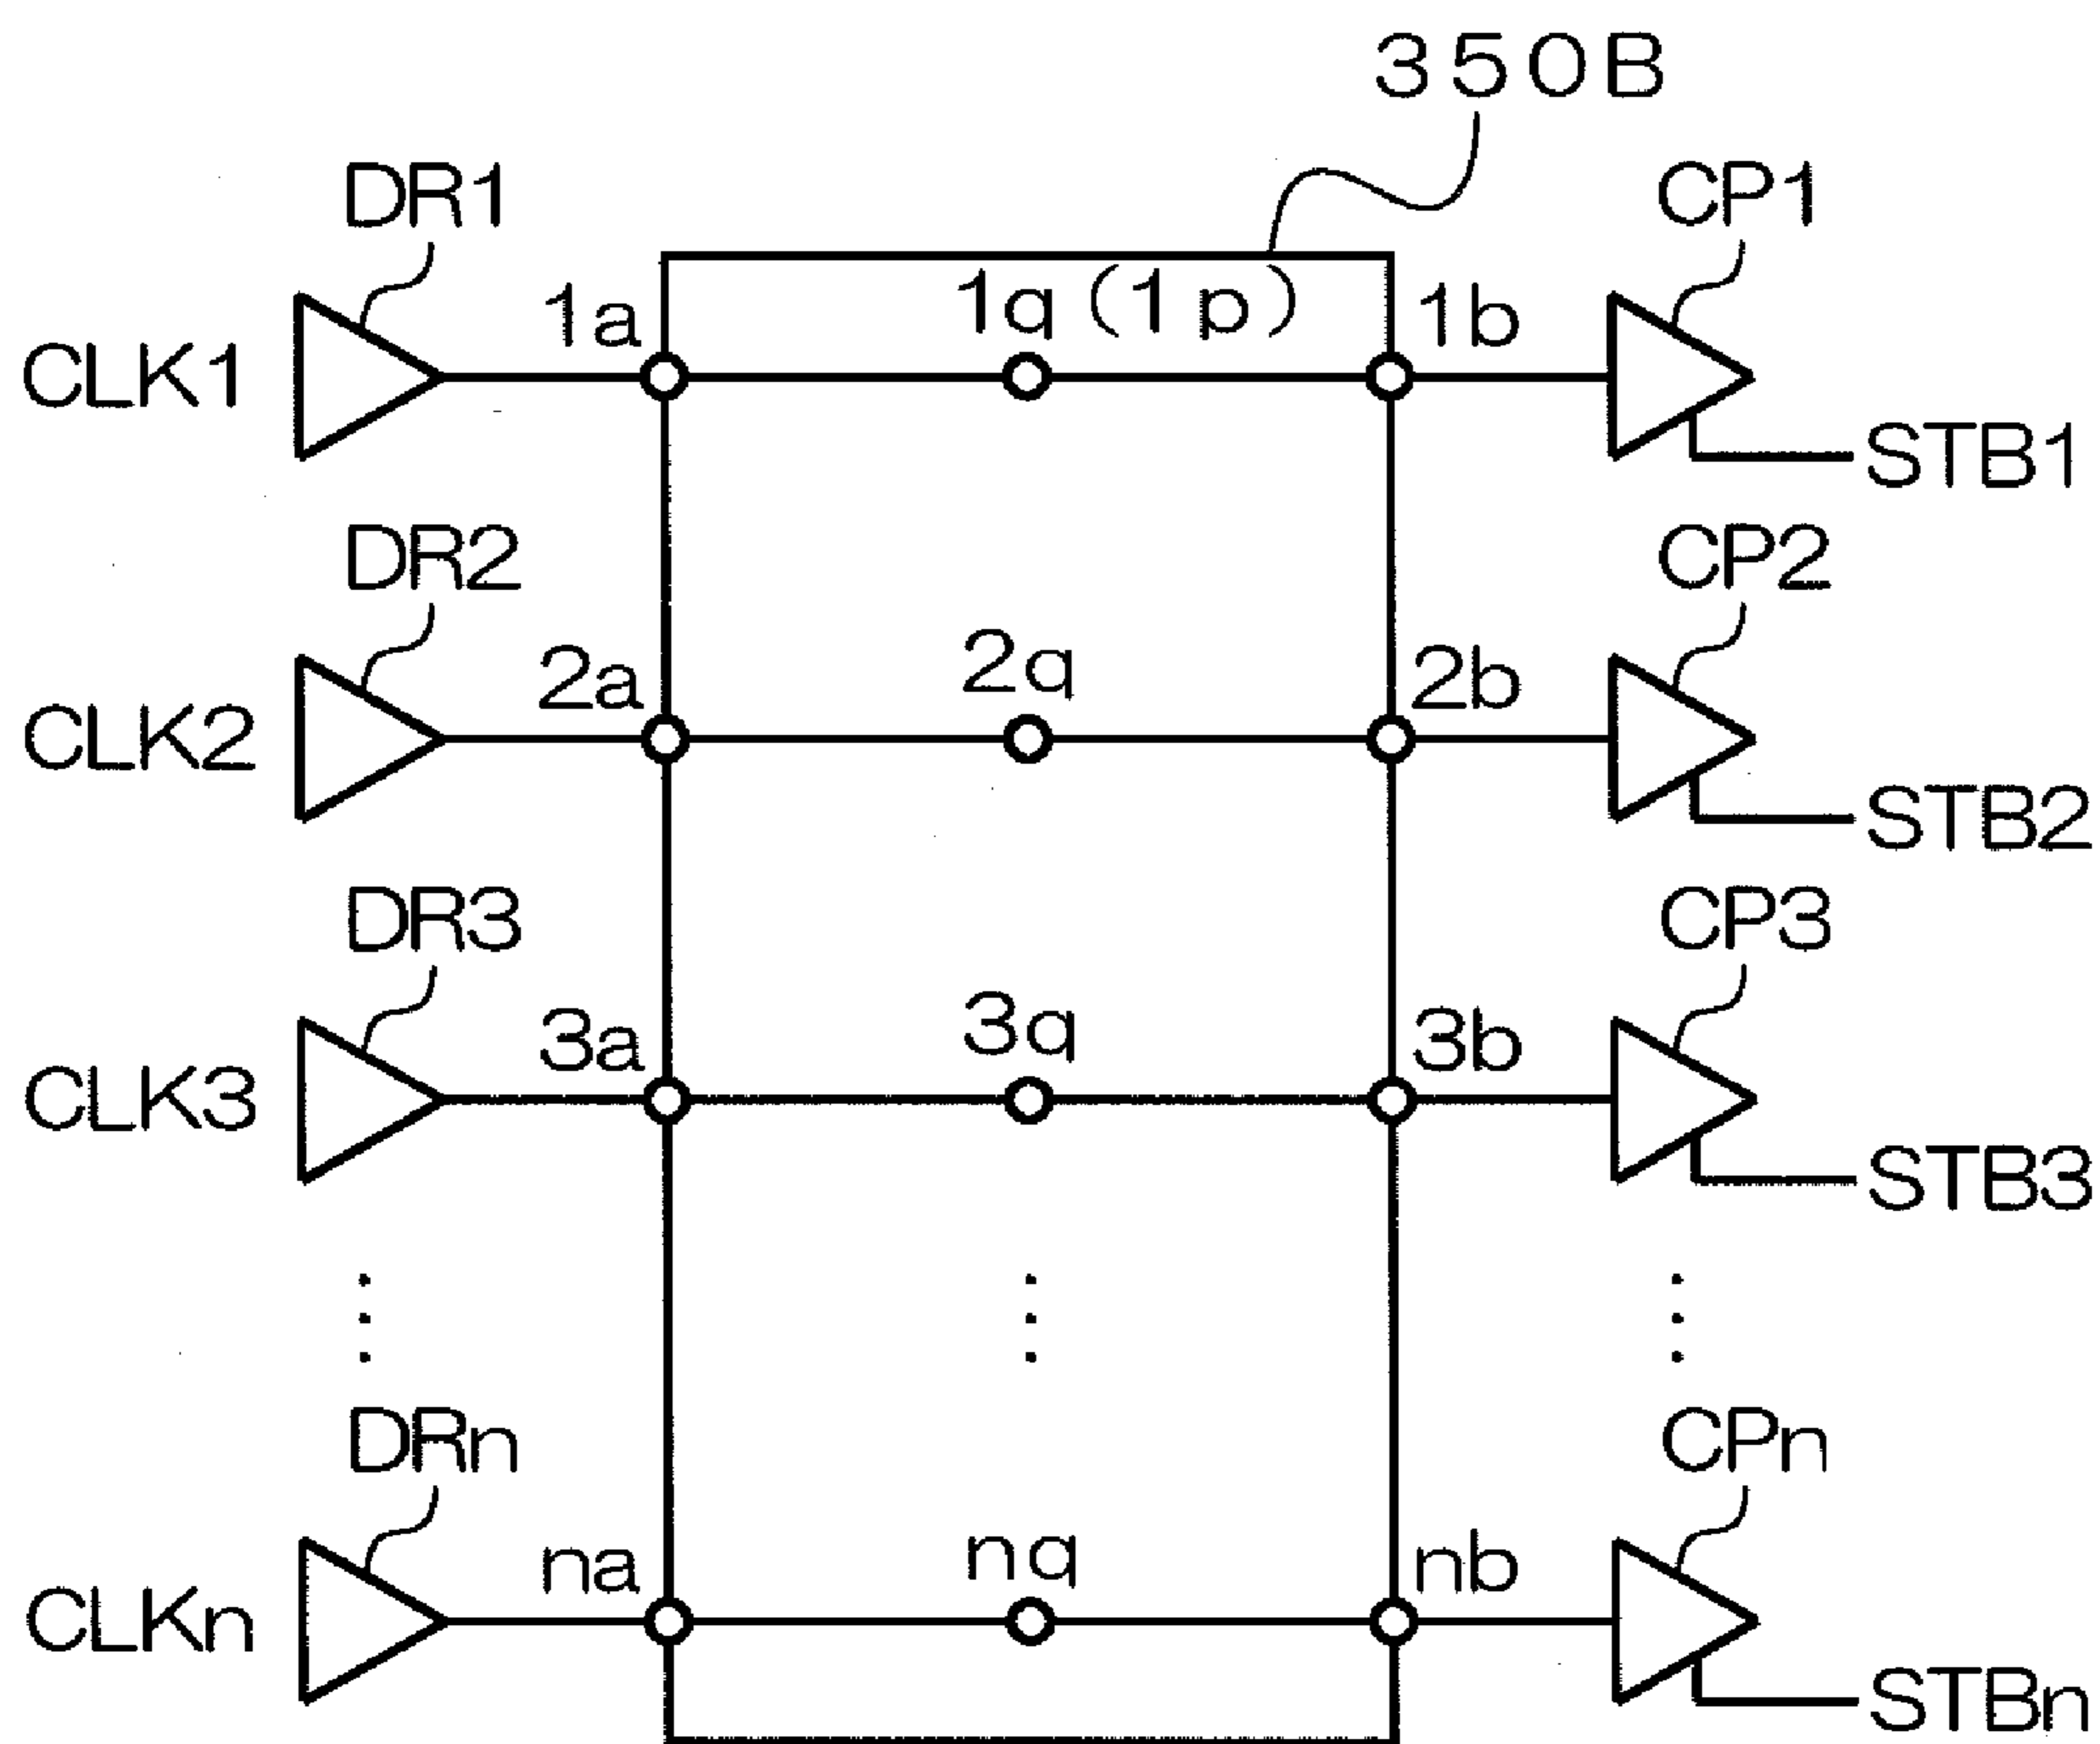 350B
DR1
CP1
1a
1q (1p)
1b
CLK1
STB1
DR2
CP2
2a
2q
2b
CLK2
STB2
DR3
CP3
3a
3q
3b
CLK3
STB3
DRn
CPn
na
nq
nb
CLKn
STBn